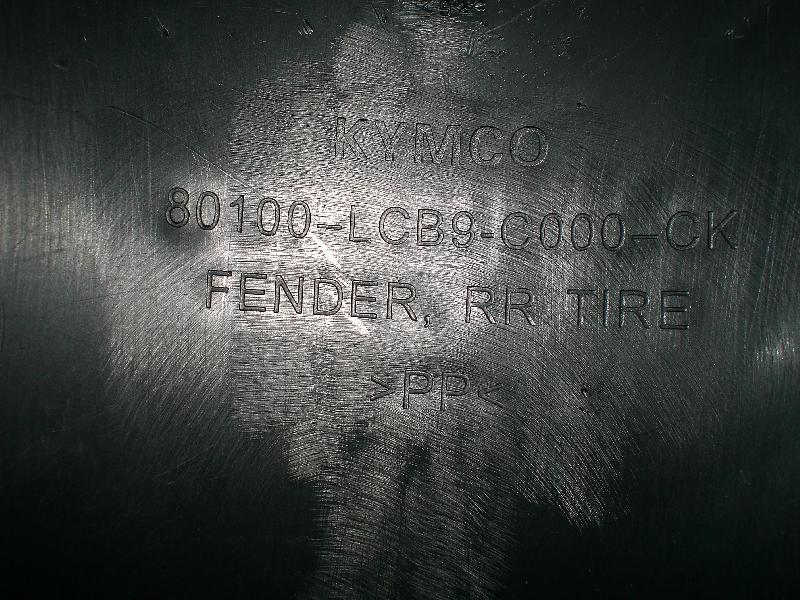 KYMCO
80100-LCB9-C000-CK
FENDER, RR TIRE
>PP<